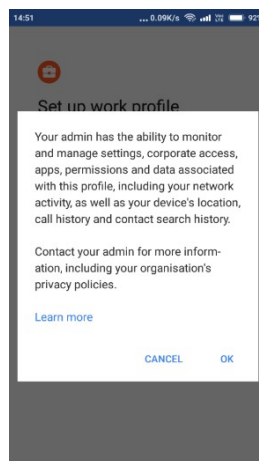 14:51 ... 0.09K/s 92%
Set up work profile
Your admin has the ability to monitor
and manage settings, corporate access,
apps, permissions and data associated
with this profile, including your network
activity, as well as your device's location,
call history and contact search history.
Contact your admin for more inform-
ation, including your organisation's
privacy policies.
Learn more
CANCEL OK